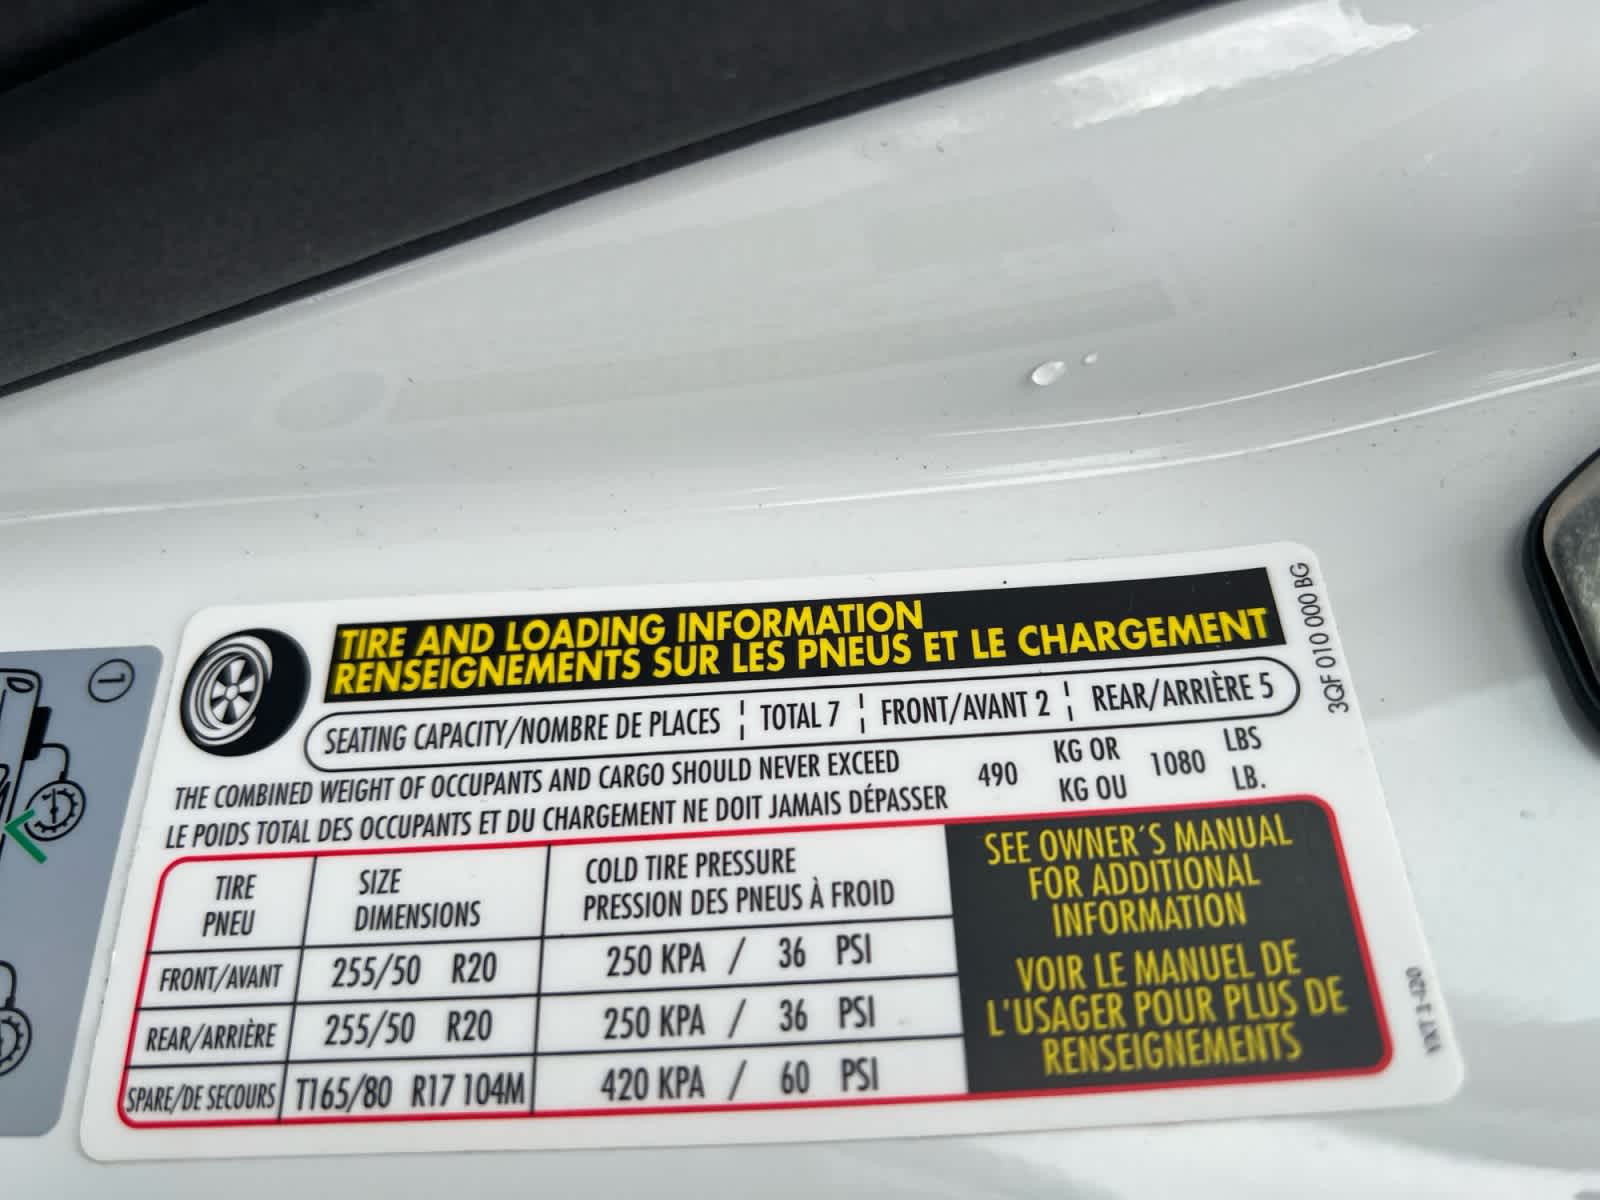 1
TIRE AND LOADING INFORMATION
RENSEIGNEMENTS SUR LES PNEUS ET LE CHARGEMENT
SEATING CAPACITY/NOMBRE DE PLACES ¦ TOTAL 7 ¦ FRONT/AVANT 2 ¦ REAR/ARRIÈRE 5
THE COMBINED WEIGHT OF OCCUPANTS AND CARGO SHOULD NEVER EXCEED
LE POIDS TOTAL DES OCCUPANTS ET DU CHARGEMENT NE DOIT JAMAIS DÉPASSER
490 KG OR 1080 LBS
KG OU LB.
TIRE SIZE COLD TIRE PRESSURE
PNEU DIMENSIONS PRESSION DES PNEUS À FROID
FRONT/AVANT 255/50 R20 250 KPA / 36 PSI
REAR/ARRIÈRE 255/50 R20 250 KPA / 36 PSI
SPARE/DE SECOURS T165/80 R17 104M 420 KPA / 60 PSI
SEE OWNER´S MANUAL
FOR ADDITIONAL
INFORMATION
VOIR LE MANUEL DE
L'USAGER POUR PLUS DE
RENSEIGNEMENTS
3QF 010 000 BG